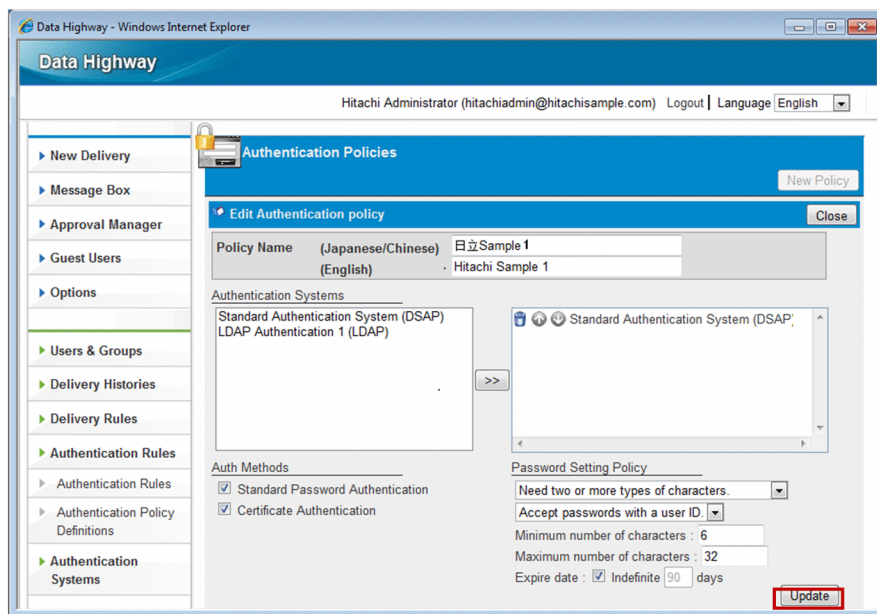 Data Highway - Windows Internet Explorer
Data Highway
Hitachi Administrator (hitachiadmin@hitachisample.com) Logout Language English
New Delivery
Message Box
Approval Manager
Guest Users
Options
Users & Groups
Delivery Histories
Delivery Rules
Authentication Rules
Authentication Rules
Authentication Policy
Definitions
Authentication
Systems
Authentication Policies
New Policy
Edit Authentication policy
Close
Policy Name (Japanese/Chinese) 日立Sample1
(English) Hitachi Sample 1
Authentication Systems
Standard Authentication System (DSAP)
LDAP Authentication 1 (LDAP)
>>
Standard Authentication System (DSAP)
Auth Methods
Standard Password Authentication
Certificate Authentication
Password Setting Policy
Need two or more types of characters.
Accept passwords with a user ID.
Minimum number of characters : 6
Maximum number of characters : 32
Expire date : Indefinite 90 days
Update